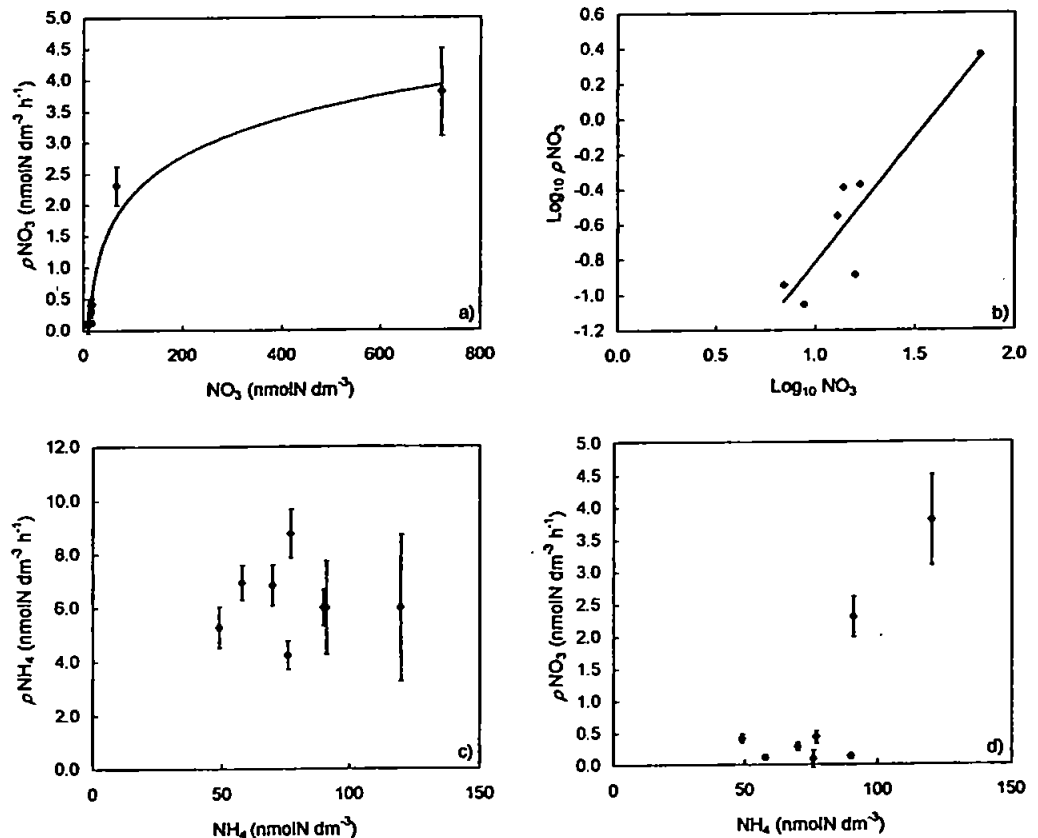 5.0
4.5
4.0
3.5
3.0
2.5
2.0
1.5
1.0
0.5
0.0
0 200 400 600 800
ρNO₃ (nmolN dm⁻³ h⁻¹)
NO₃ (nmolN dm⁻³)
a)
0.6
0.4
0.2
0.0
-0.2
-0.4
-0.6
-0.8
-1.0
-1.2
0.0 0.5 1.0 1.5 2.0
Log₁₀ ρNO₃
Log₁₀ NO₃
b)
12.0
10.0
8.0
6.0
4.0
2.0
0.0
0 50 100 150
ρNH₄ (nmolN dm⁻³ h⁻¹)
NH₄ (nmolN dm⁻³)
c)
5.0
4.5
4.0
3.5
3.0
2.5
2.0
1.5
1.0
0.5
0.0
0 50 100 150
ρNO₃ (nmolN dm⁻³ h⁻¹)
NH₄ (nmolN dm⁻³)
d)